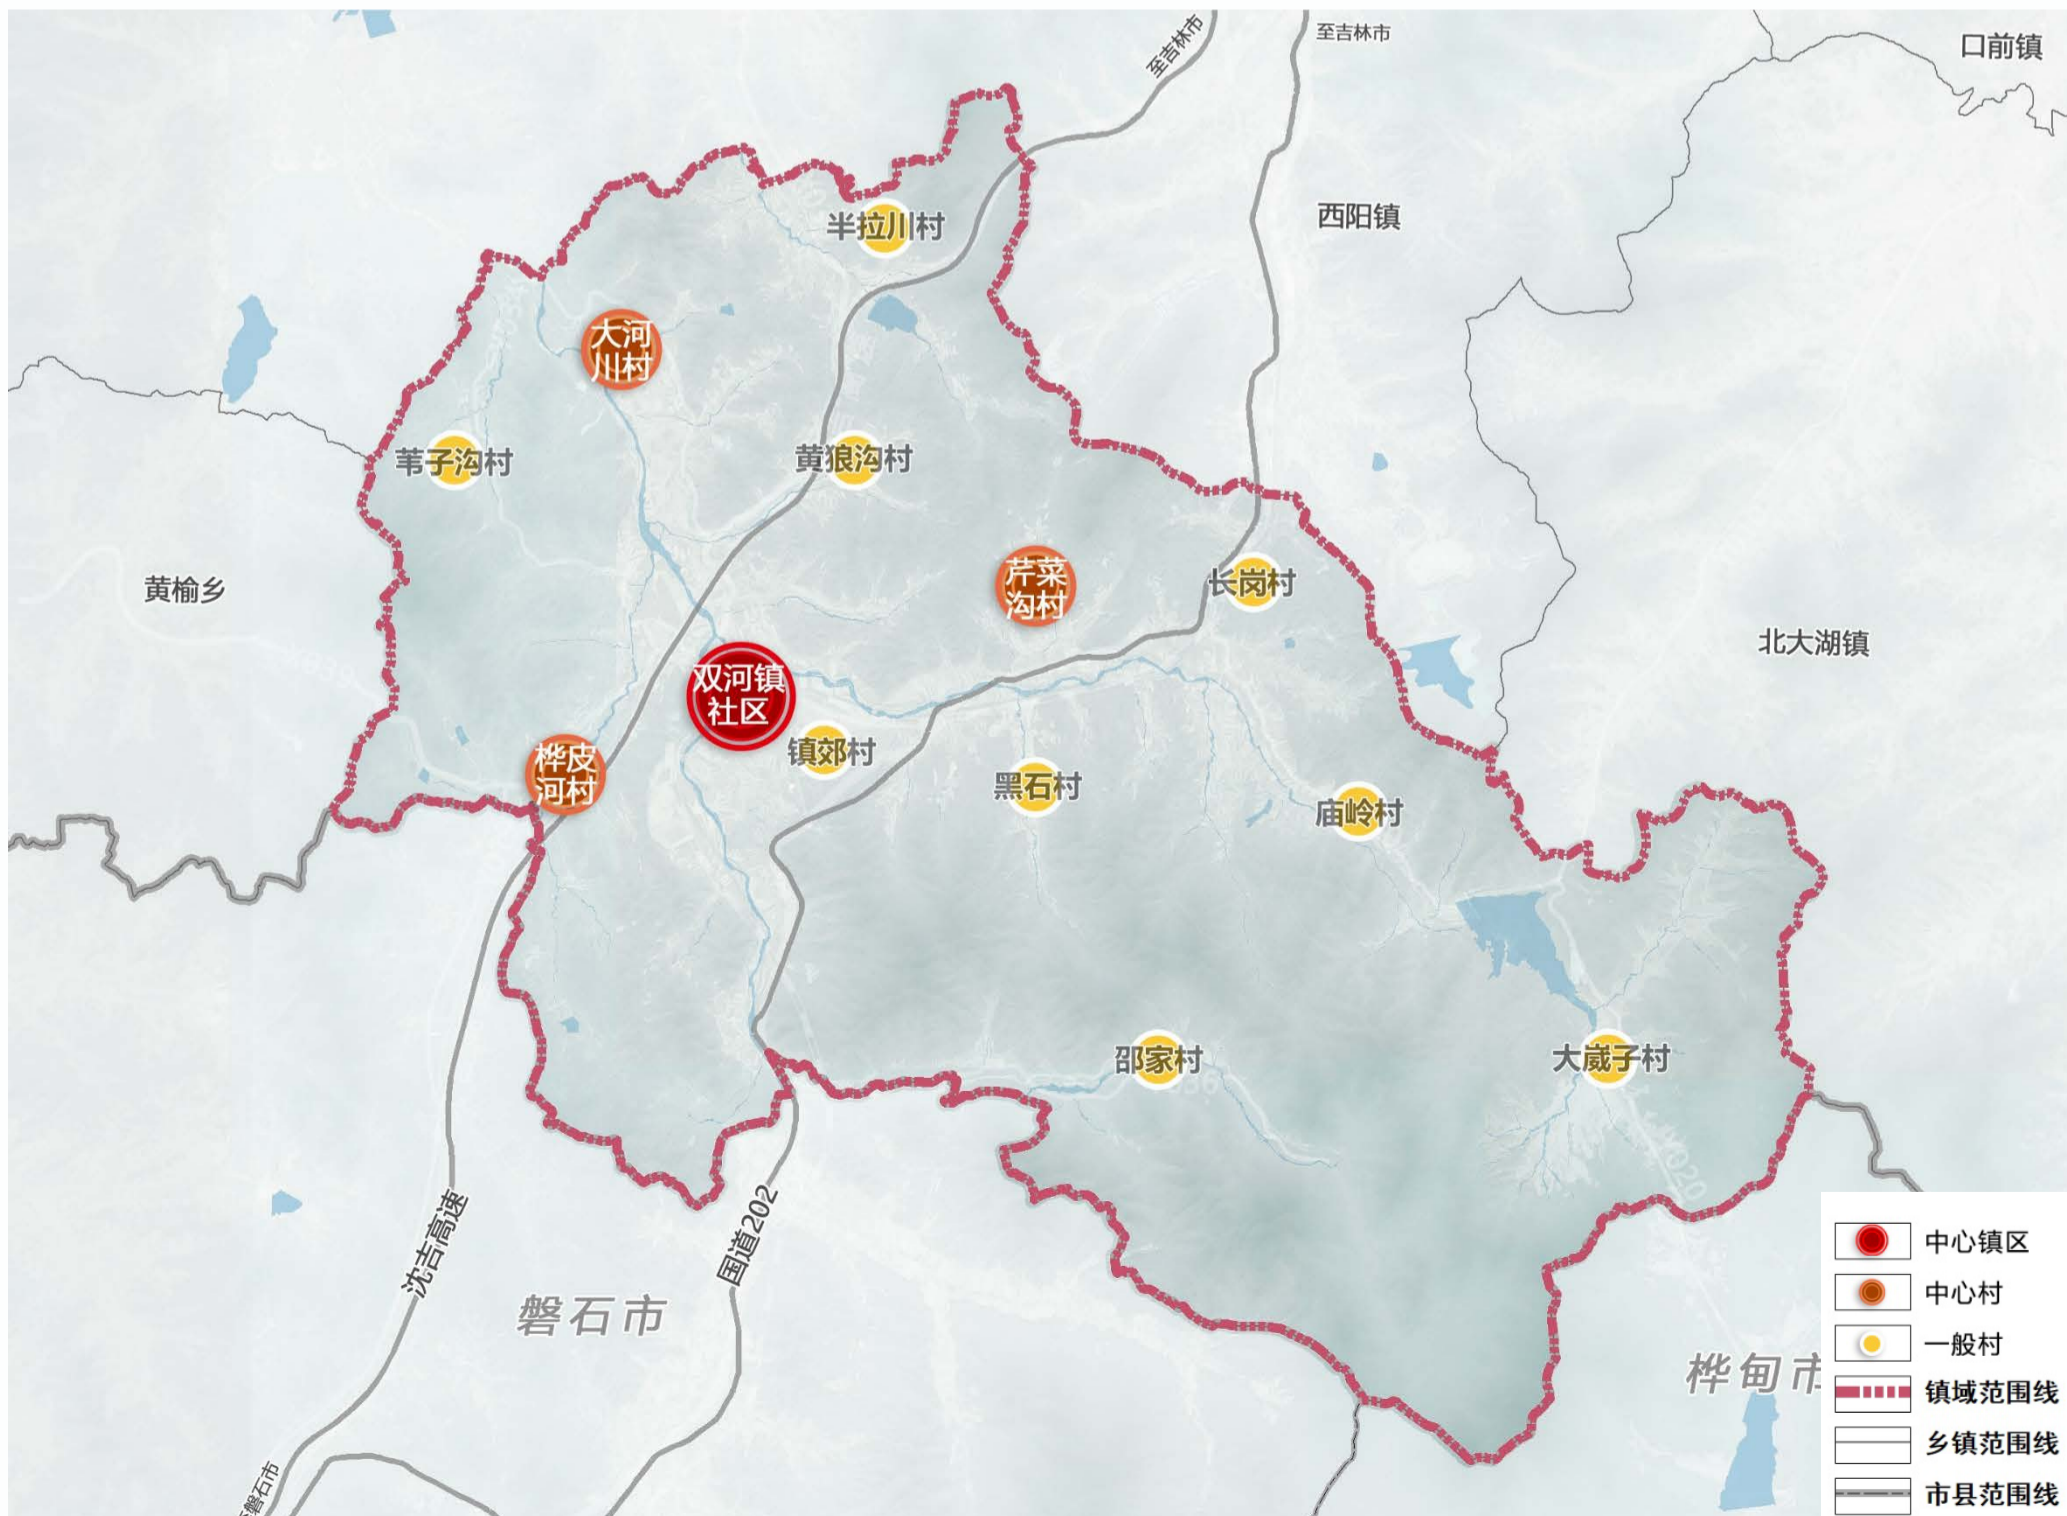 至吉林市
至吉林市
口前镇
西阳镇
半拉川村
大河
川村
苇子沟村
黄狼沟村
黄榆乡
芹菜
沟村
长岗村
北大湖镇
双河镇
社区
镇郊村
桦皮
河村
黑石村
庙岭村
邵家村
大崴子村
沈吉高速
国道202
磐石市
桦甸市
至磐石市
中心镇区
中心村
一般村
镇域范围线
乡镇范围线
市县范围线